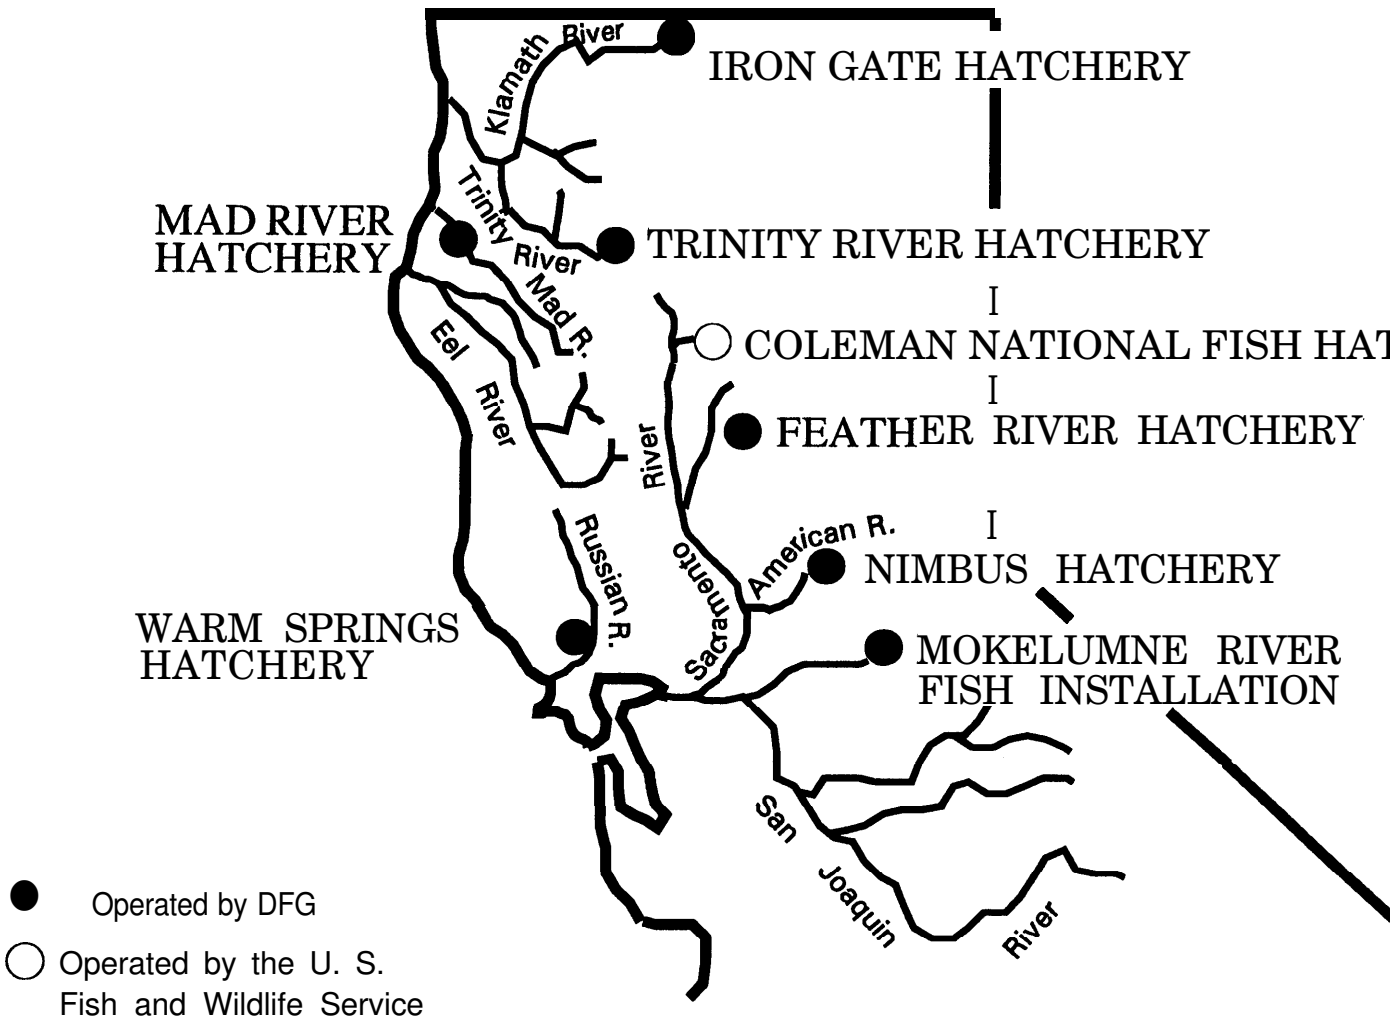 Klamath River
IRON GATE HATCHERY
Trinity River
MAD RIVER
HATCHERY
TRINITY RIVER HATCHERY
Mad R.
Eel River
COLEMAN NATIONAL FISH HAT
FEATHER RIVER HATCHERY
Sacramento River
American R.
NIMBUS HATCHERY
Russian R.
WARM SPRINGS
HATCHERY
MOKELUMNE RIVER
FISH INSTALLATION
San Joaquin River
Operated by DFG
Operated by the U. S.
Fish and Wildlife Service